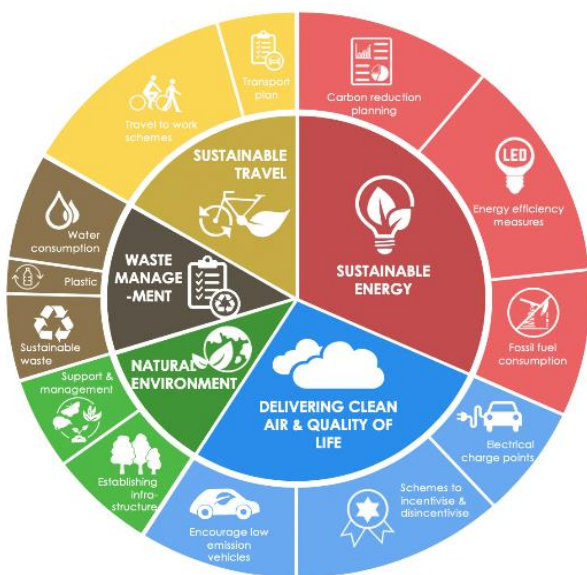 Transport
plan
Carbon reduction
planning
Travel to work
schemes
LED
Energy efficiency
measures
SUSTAINABLE
TRAVEL
Water
consumption
WASTE
MANAGE
-MENT
SUSTAINABLE
ENERGY
Plastic
Sustainable
waste
Fossil fuel
consumption
NATURAL
ENVIRONMENT
Support &
management
DELIVERING CLEAN
AIR & QUALITY OF
LIFE
Electrical
charge points
Establishing
infra-
structure
Schemes to
incentivise &
disincentivise
Encourage low
emission
vehicles